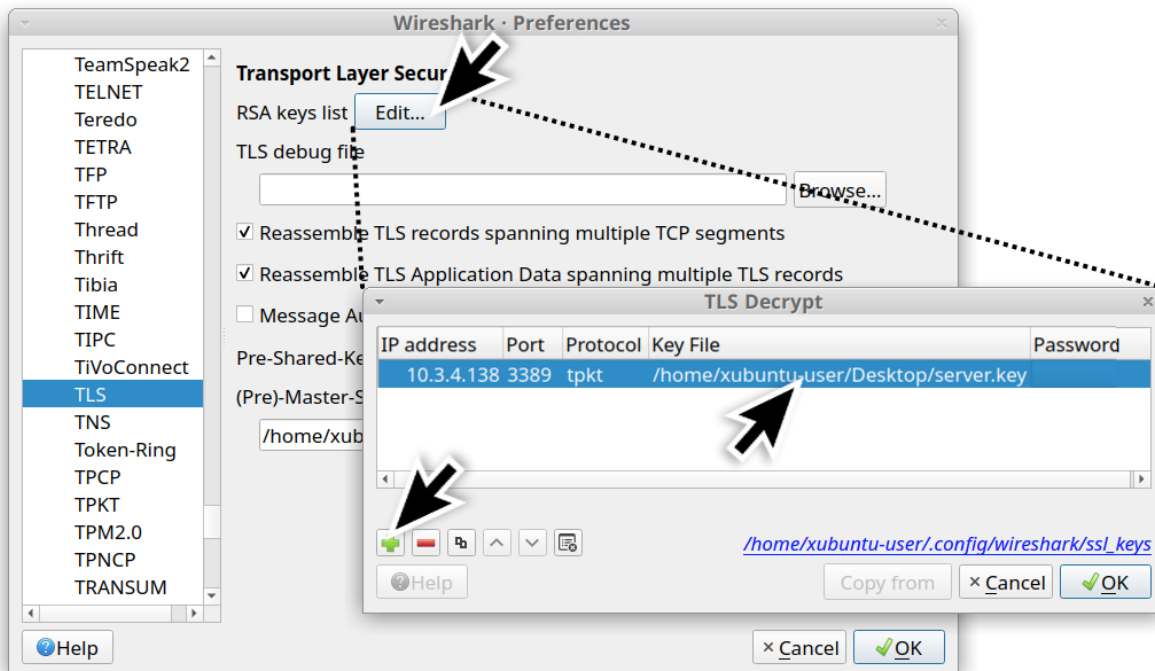 Wireshark · Preferences
TeamSpeak2
TELNET
Teredo
TETRA
TFP
TFTP
Thread
Thrift
Tibia
TIME
TIPC
TiVoConnect
TLS
TNS
Token-Ring
TPCP
TPKT
TPM2.0
TPNCP
TRANSUM
Transport Layer Secur
RSA keys list Edit...
TLS debug file
Browse...
Reassemble TLS records spanning multiple TCP segments
Reassemble TLS Application Data spanning multiple TLS records
Message Au
Pre-Shared-Ke
(Pre)-Master-S
/home/xub
TLS Decrypt
IP address Port Protocol Key File Password
10.3.4.138 3389 tpkt /home/xubuntu-user/Desktop/server.key
/home/xubuntu-user/.config/wireshark/ssl_keys
Help Copy from Cancel OK
Help Cancel OK